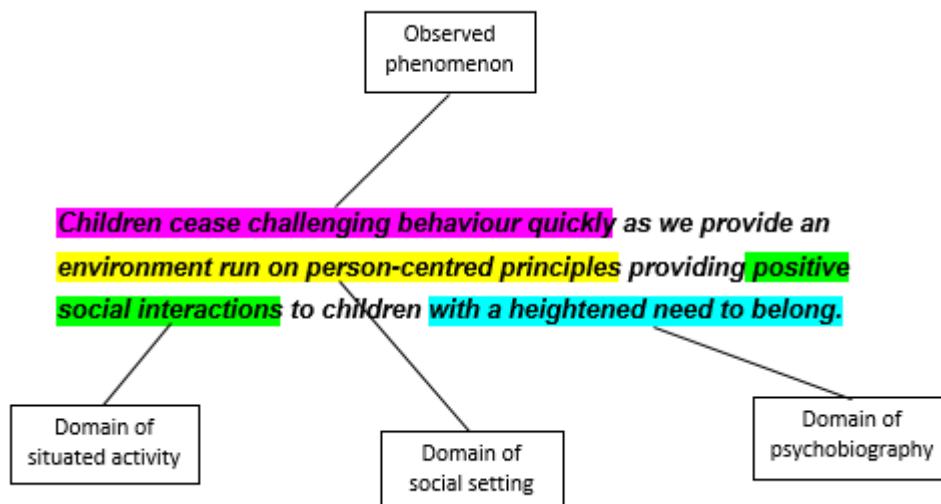 Observed
phenomenon
Children cease challenging behaviour quickly as we provide an
environment run on person-centred principles providing positive
social interactions to children with a heightened need to belong.
Domain of
situated activity
Domain of
social setting
Domain of
psychobiography